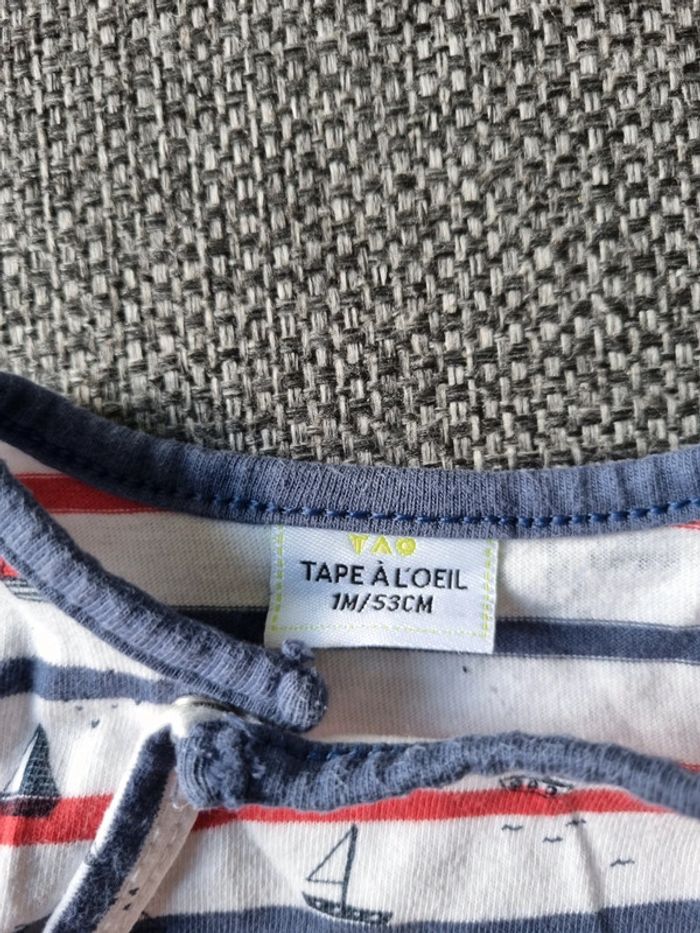 TAO
TAPE À L'OEIL
1M/53CM